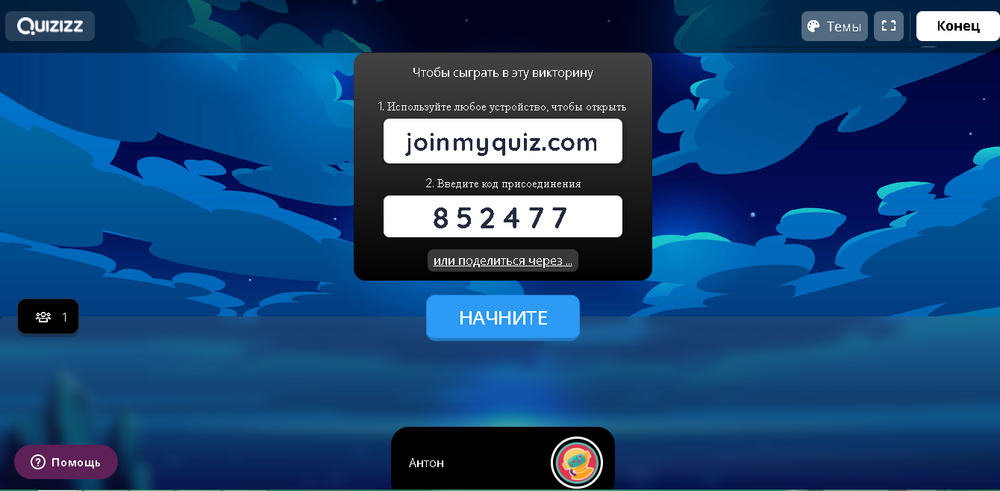 QUIZIZZ
Темы
Конец
Чтобы сыграть в эту викторину
1. Используйте любое устройство, чтобы открыть
joinmyquiz.com
2. Введите код присоединения
852477
или поделиться через ...
НАЧНИТЕ
1
Антон
Помощь